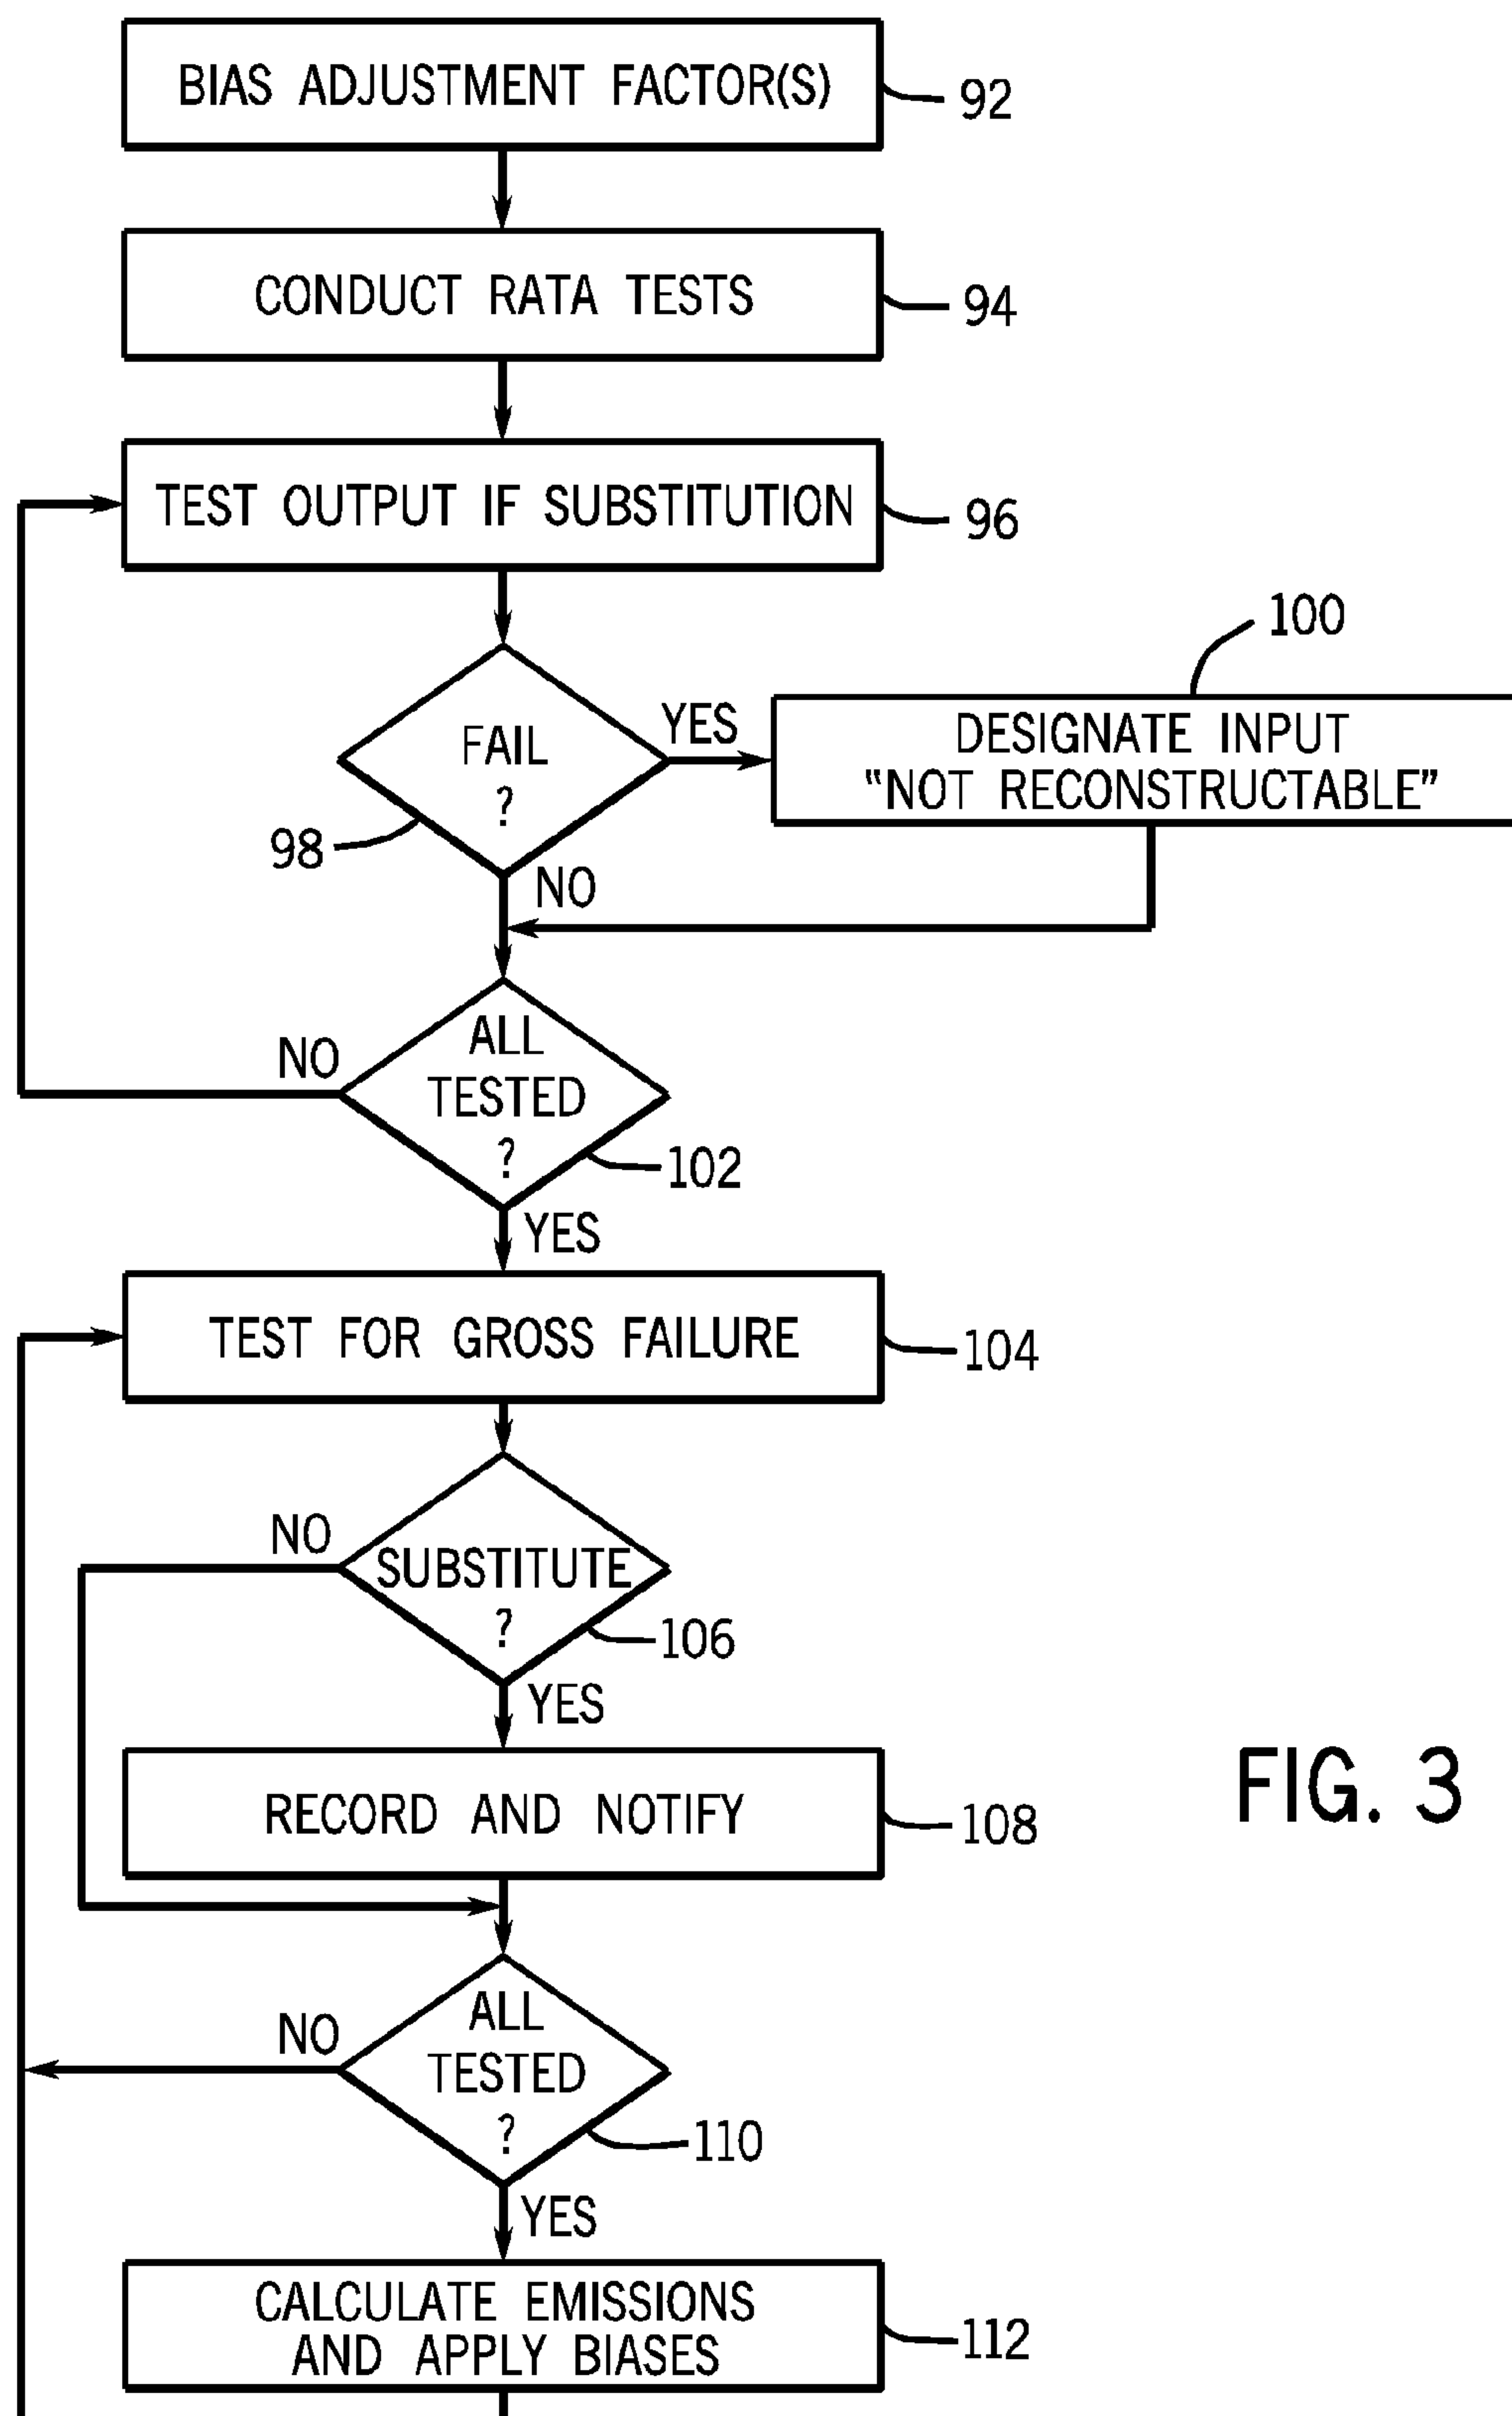 BIAS ADJUSTMENT FACTOR(S)
92
CONDUCT RATA TESTS
94
TEST OUTPUT IF SUBSTITUTION
96
100
FAIL
?
YES
DESIGNATE INPUT
"NOT RECONSTRUCTABLE”
98
NO
ALL
TESTED
?
NO
102
YES
TEST FOR GROSS FAILURE
104
NO
SUBSTITUTE
?
106
YES
RECORD AND NOTIFY
108
FIG. 3
ALL
TESTED
?
NO
110
YES
CALCULATE EMISSIONS
AND APPLY BIASES
112